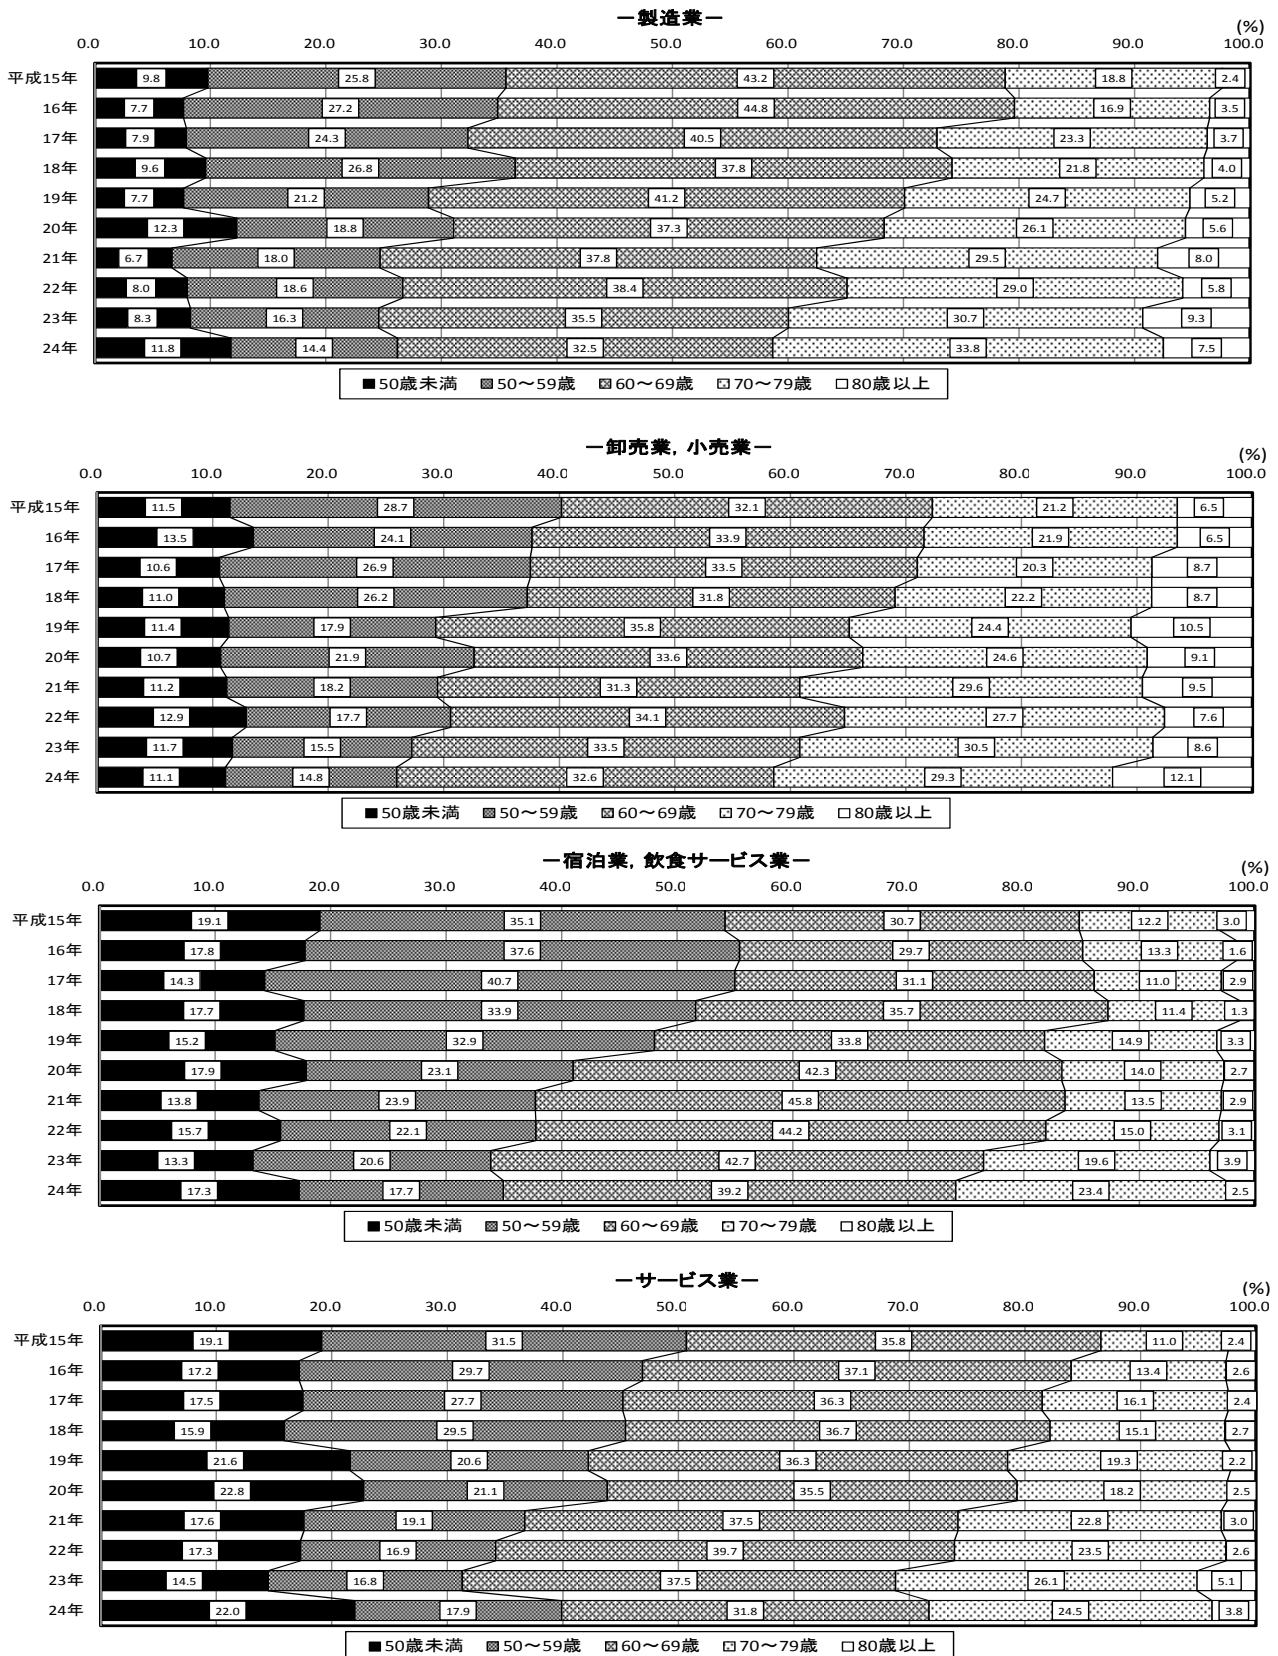 －製造業－
(%)
0.0 10.0 20.0 30.0 40.0 50.0 60.0 70.0 80.0 90.0 100.0
平成15年 9.8 25.8 43.2 18.8 2.4
16年 7.7 27.2 44.8 16.9 3.5
17年 7.9 24.3 40.5 23.3 3.7
18年 9.6 26.8 37.8 21.8 4.0
19年 7.7 21.2 41.2 24.7 5.2
20年 12.3 18.8 37.3 26.1 5.6
21年 6.7 18.0 37.8 29.5 8.0
22年 8.0 18.6 38.4 29.0 5.8
23年 8.3 16.3 35.5 30.7 9.3
24年 11.8 14.4 32.5 33.8 7.5
50歳未満 50～59歳 60～69歳 70～79歳 80歳以上
－卸売業，小売業－
(%)
0.0 10.0 20.0 30.0 40.0 50.0 60.0 70.0 80.0 90.0 100.0
平成15年 11.5 28.7 32.1 21.2 6.5
16年 13.5 24.1 33.9 21.9 6.5
17年 10.6 26.9 33.5 20.3 8.7
18年 11.0 26.2 31.8 22.2 8.7
19年 11.4 17.9 35.8 24.4 10.5
20年 10.7 21.9 33.6 24.6 9.1
21年 11.2 18.2 31.3 29.6 9.5
22年 12.9 17.7 34.1 27.7 7.6
23年 11.7 15.5 33.5 30.5 8.6
24年 11.1 14.8 32.6 29.3 12.1
50歳未満 50～59歳 60～69歳 70～79歳 80歳以上
－宿泊業，飲食サービス業－
(%)
0.0 10.0 20.0 30.0 40.0 50.0 60.0 70.0 80.0 90.0 100.0
平成15年 19.1 35.1 30.7 12.2 3.0
16年 17.8 37.6 29.7 13.3 1.6
17年 14.3 40.7 31.1 11.0 2.9
18年 17.7 33.9 35.7 11.4 1.3
19年 15.2 32.9 33.8 14.9 3.3
20年 17.9 23.1 42.3 14.0 2.7
21年 13.8 23.9 45.8 13.5 2.9
22年 15.7 22.1 44.2 15.0 3.1
23年 13.3 20.6 42.7 19.6 3.9
24年 17.3 17.7 39.2 23.4 2.5
50歳未満 50～59歳 60～69歳 70～79歳 80歳以上
－サービス業－
(%)
0.0 10.0 20.0 30.0 40.0 50.0 60.0 70.0 80.0 90.0 100.0
平成15年 19.1 31.5 35.8 11.0 2.4
16年 17.2 29.7 37.1 13.4 2.6
17年 17.5 27.7 36.3 16.1 2.4
18年 15.9 29.5 36.7 15.1 2.7
19年 21.6 20.6 36.3 19.3 2.2
20年 22.8 21.1 35.5 18.2 2.5
21年 17.6 19.1 37.5 22.8 3.0
22年 17.3 16.9 39.7 23.5 2.6
23年 14.5 16.8 37.5 26.1 5.1
24年 22.0 17.9 31.8 24.5 3.8
50歳未満 50～59歳 60～69歳 70～79歳 80歳以上